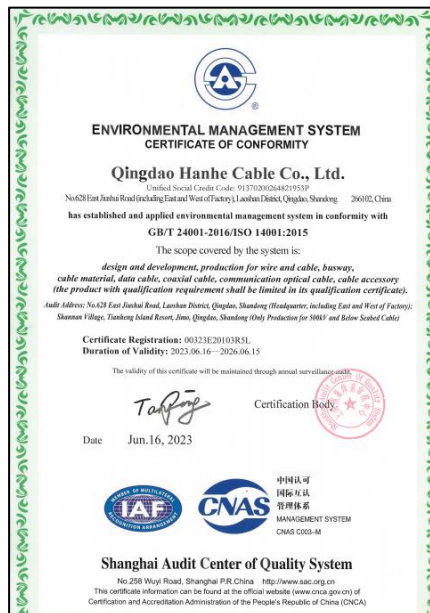 CAS
®
ENVIRONMENTAL MANAGEMENT SYSTEM
CERTIFICATE OF CONFORMITY
Qingdao Hanhe Cable Co., Ltd.
Unified Social Credit Code: 91370200264821953P
No.628 East Jiushui Road (including East and West of Factory), Laoshan District, Qingdao, Shandong 266102, China
has established and applied environmental management system in conformity with
GB/T 24001-2016/ISO 14001:2015
The scope covered by the system is:
design and development, production for wire and cable, busway,
cable material, data cable, coaxial cable, communication optical cable, cable accessory
(the product with qualification requirement shall be limited in its qualification certificate).
Audit Address: No.628 East Jiushui Road, Laoshan District, Qingdao, Shandong (Headquarter, including East and West of Factory);
Shannan Village, Tianheng Island Resort, Jimo, Qingdao, Shandong (Only Production for 500kV and Below Seabed Cable)
Certificate Registration: 00323E20103R5L
Duration of Validity: 2023.06.16—2026.06.15
The validity of this certificate will be maintained through annual surveillance audit.
Certification Body
Date Jun.16, 2023
MEMBER OF MULTILATERAL
IAF
RECOGNITION ARRANGEMENT
CNAS
中国认可
国际互认
管理体系
MANAGEMENT SYSTEM
CNAS C003-M
Shanghai Audit Center of Quality System
No.258 Wuyi Road, Shanghai P.R.China http://www.sac.org.cn
This certificate information can be found at the official website (www.cnca.gov.cn) of
Certification and Accreditation Administration of the People's Republic of China (CNCA)